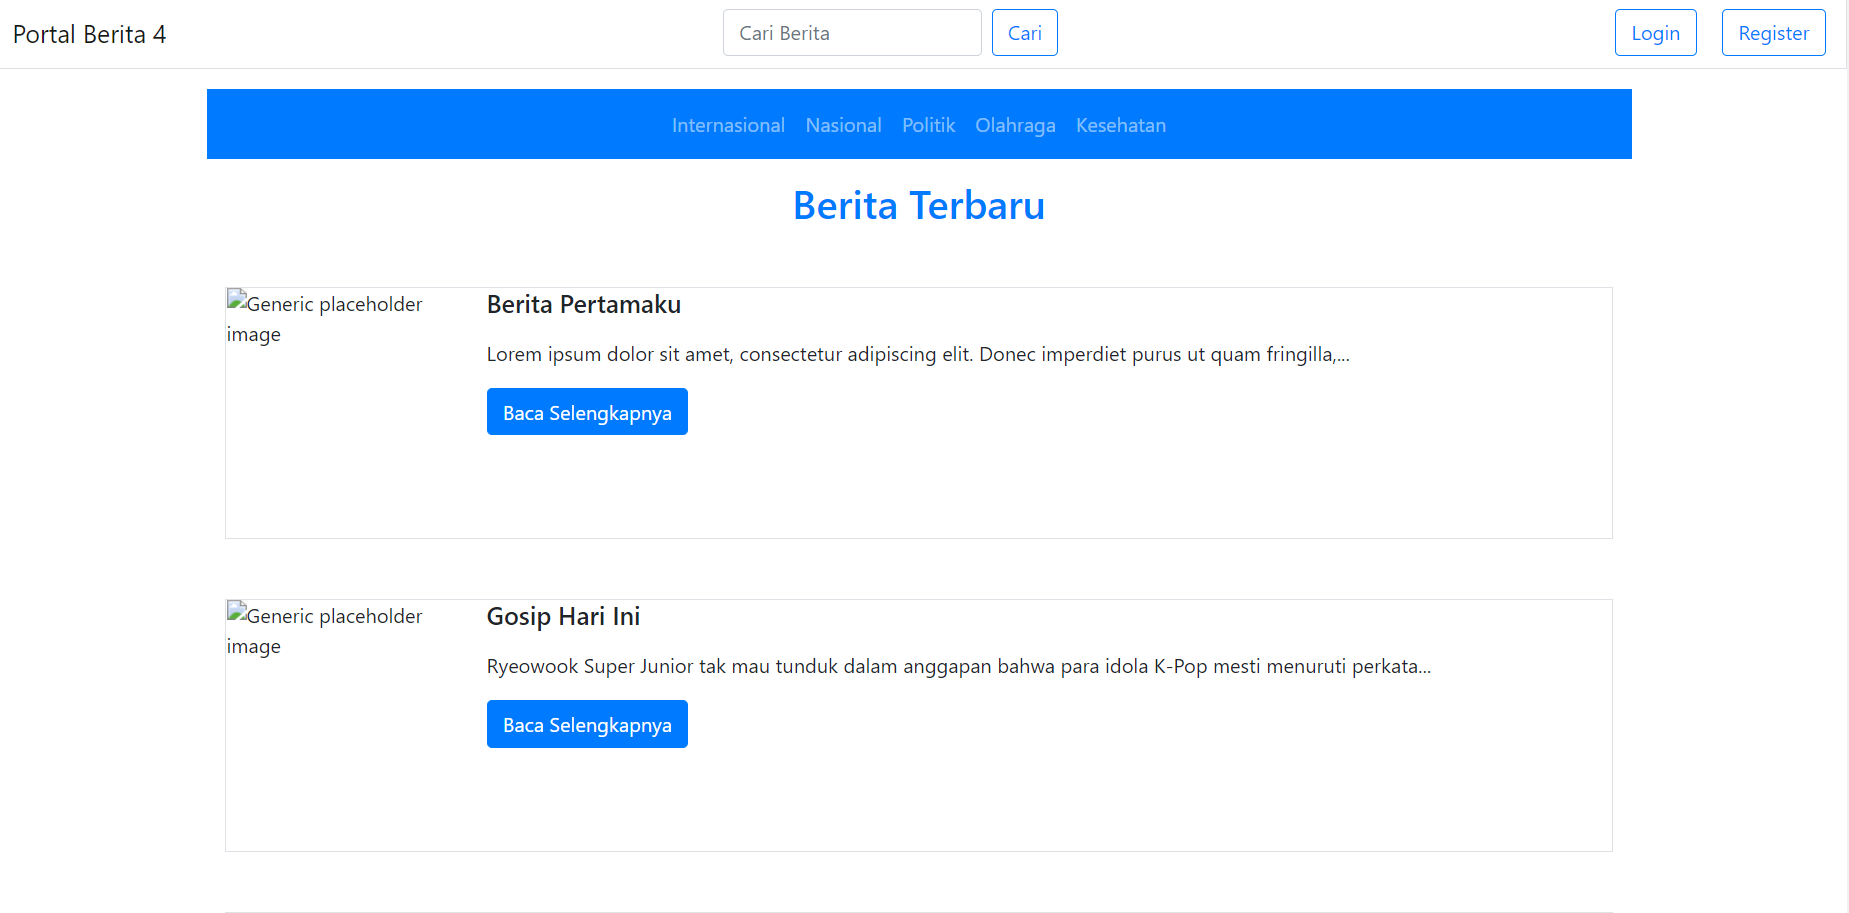 Portal Berita 4
Cari Berita
Cari
Login
Register
Internasional Nasional Politik Olahraga Kesehatan
Berita Terbaru
Generic placeholder
image
Berita Pertamaku
Lorem ipsum dolor sit amet, consectetur adipiscing elit. Donec imperdiet purus ut quam fringilla,...
Baca Selengkapnya
Generic placeholder
image
Gosip Hari Ini
Ryeowook Super Junior tak mau tunduk dalam anggapan bahwa para idola K-Pop mesti menuruti perkata...
Baca Selengkapnya